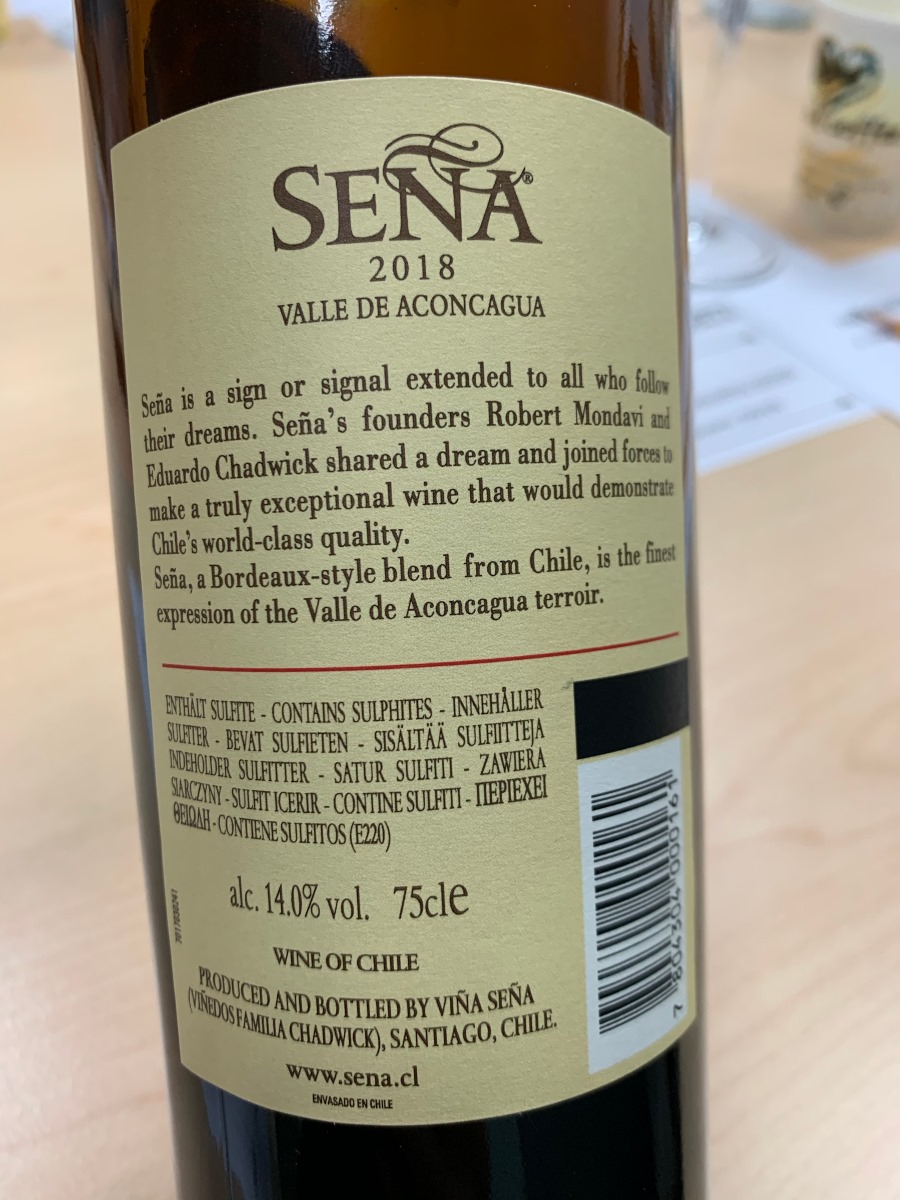 SEÑA®
2018
VALLE DE ACONCAGUA
Seña is a sign or signal extended to all who follow
their dreams. Seña's founders Robert Mondavi and
Eduardo Chadwick shared a dream and joined forces to
make a truly exceptional wine that would demonstrate
Chile's world-class quality.
Seña, a Bordeaux-style blend from Chile, is the finest
expression of the Valle de Aconcagua terroir.
ENTHÄLT SULFITE - CONTAINS SULPHITES - INNEHÅLLER
SULFITER - BEVAT SULFIETEN - SISÄLTÄÄ SULFIITTEJA
INDEHOLDER SULFITTER - SATUR SULFITI - ZAWIERA
SIARCZYNY - SULFIT ICERIR - CONTINE SULFITI - ΠΕΡΙΕΧΕΙ
ΘΕΙΩΔΗ - CONTIENE SULFITOS (E220)
alc. 14.0% vol. 75cle
WINE OF CHILE
PRODUCED AND BOTTLED BY VIÑA SEÑA
(VIÑEDOS FAMILIA CHADWICK), SANTIAGO, CHILE.
www.sena.cl
ENVASADO EN CHILE
7 804304 000161